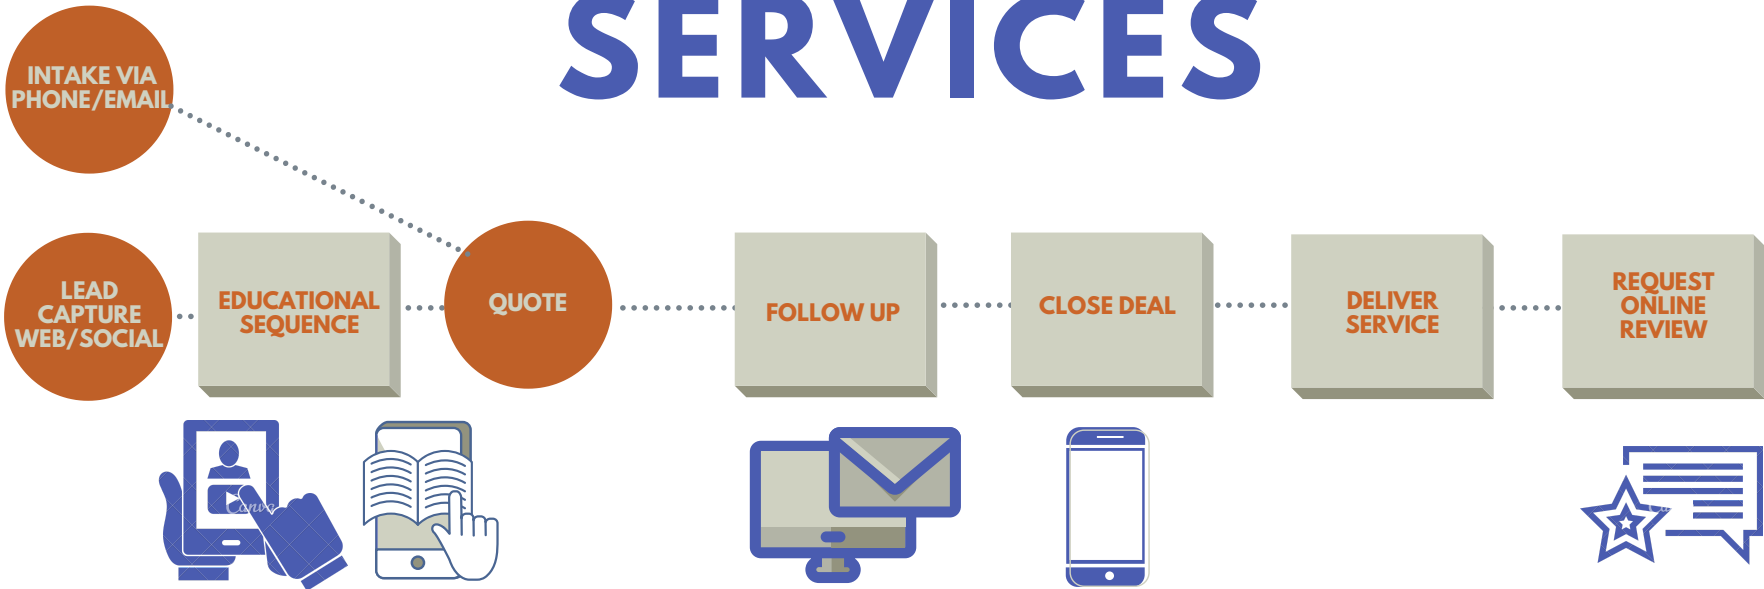 SERVICES
INTAKE VIA
PHONE/EMAIL
LEAD
CAPTURE
WEB/SOCIAL
EDUCATIONAL
SEQUENCE
QUOTE
FOLLOW UP
CLOSE DEAL
DELIVER
SERVICE
REQUEST
ONLINE
REVIEW
Canva